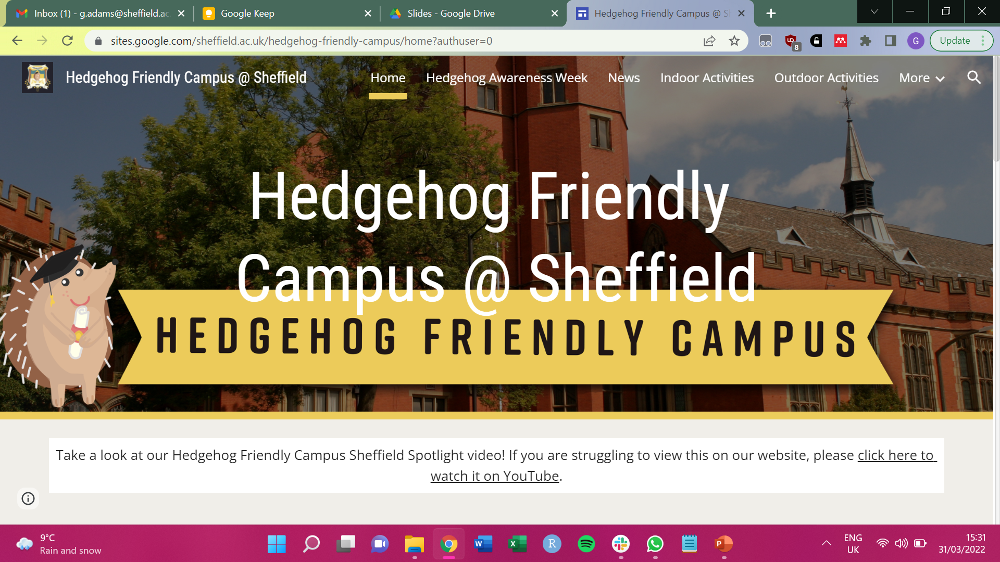 Inbox (1) - g.adams@sheffield.ac
Google Keep
Slides - Google Drive
Hedgehog Friendly Campus @ S
sites.google.com/sheffield.ac.uk/hedgehog-friendly-campus/home?authuser=0
8
G
Update
Hedgehog Friendly Campus @ Sheffield
Home
Hedgehog Awareness Week
News
Indoor Activities
Outdoor Activities
More
Hedgehog Friendly
Campus @ Sheffield
HEDGEHOG FRIENDLY CAMPUS
Take a look at our Hedgehog Friendly Campus Sheffield Spotlight video! If you are struggling to view this on our website, please click here to
watch it on YouTube.
9°C
Rain and snow
W
X
R
P
ENG
UK
15:31
31/03/2022